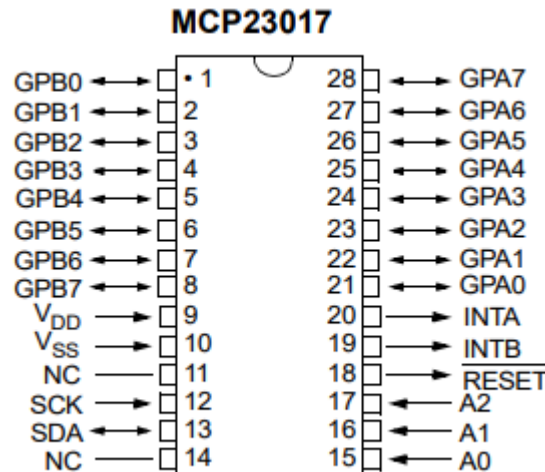 MCP23017
GPB0 • 1 28 GPA7
GPB1 2 27 GPA6
GPB2 3 26 GPA5
GPB3 4 25 GPA4
GPB4 5 24 GPA3
GPB5 6 23 GPA2
GPB6 7 22 GPA1
GPB7 8 21 GPA0
VDD 9 20 INTA
VSS 10 19 INTB
NC 11 18 RESET
SCK 12 17 A2
SDA 13 16 A1
NC 14 15 A0